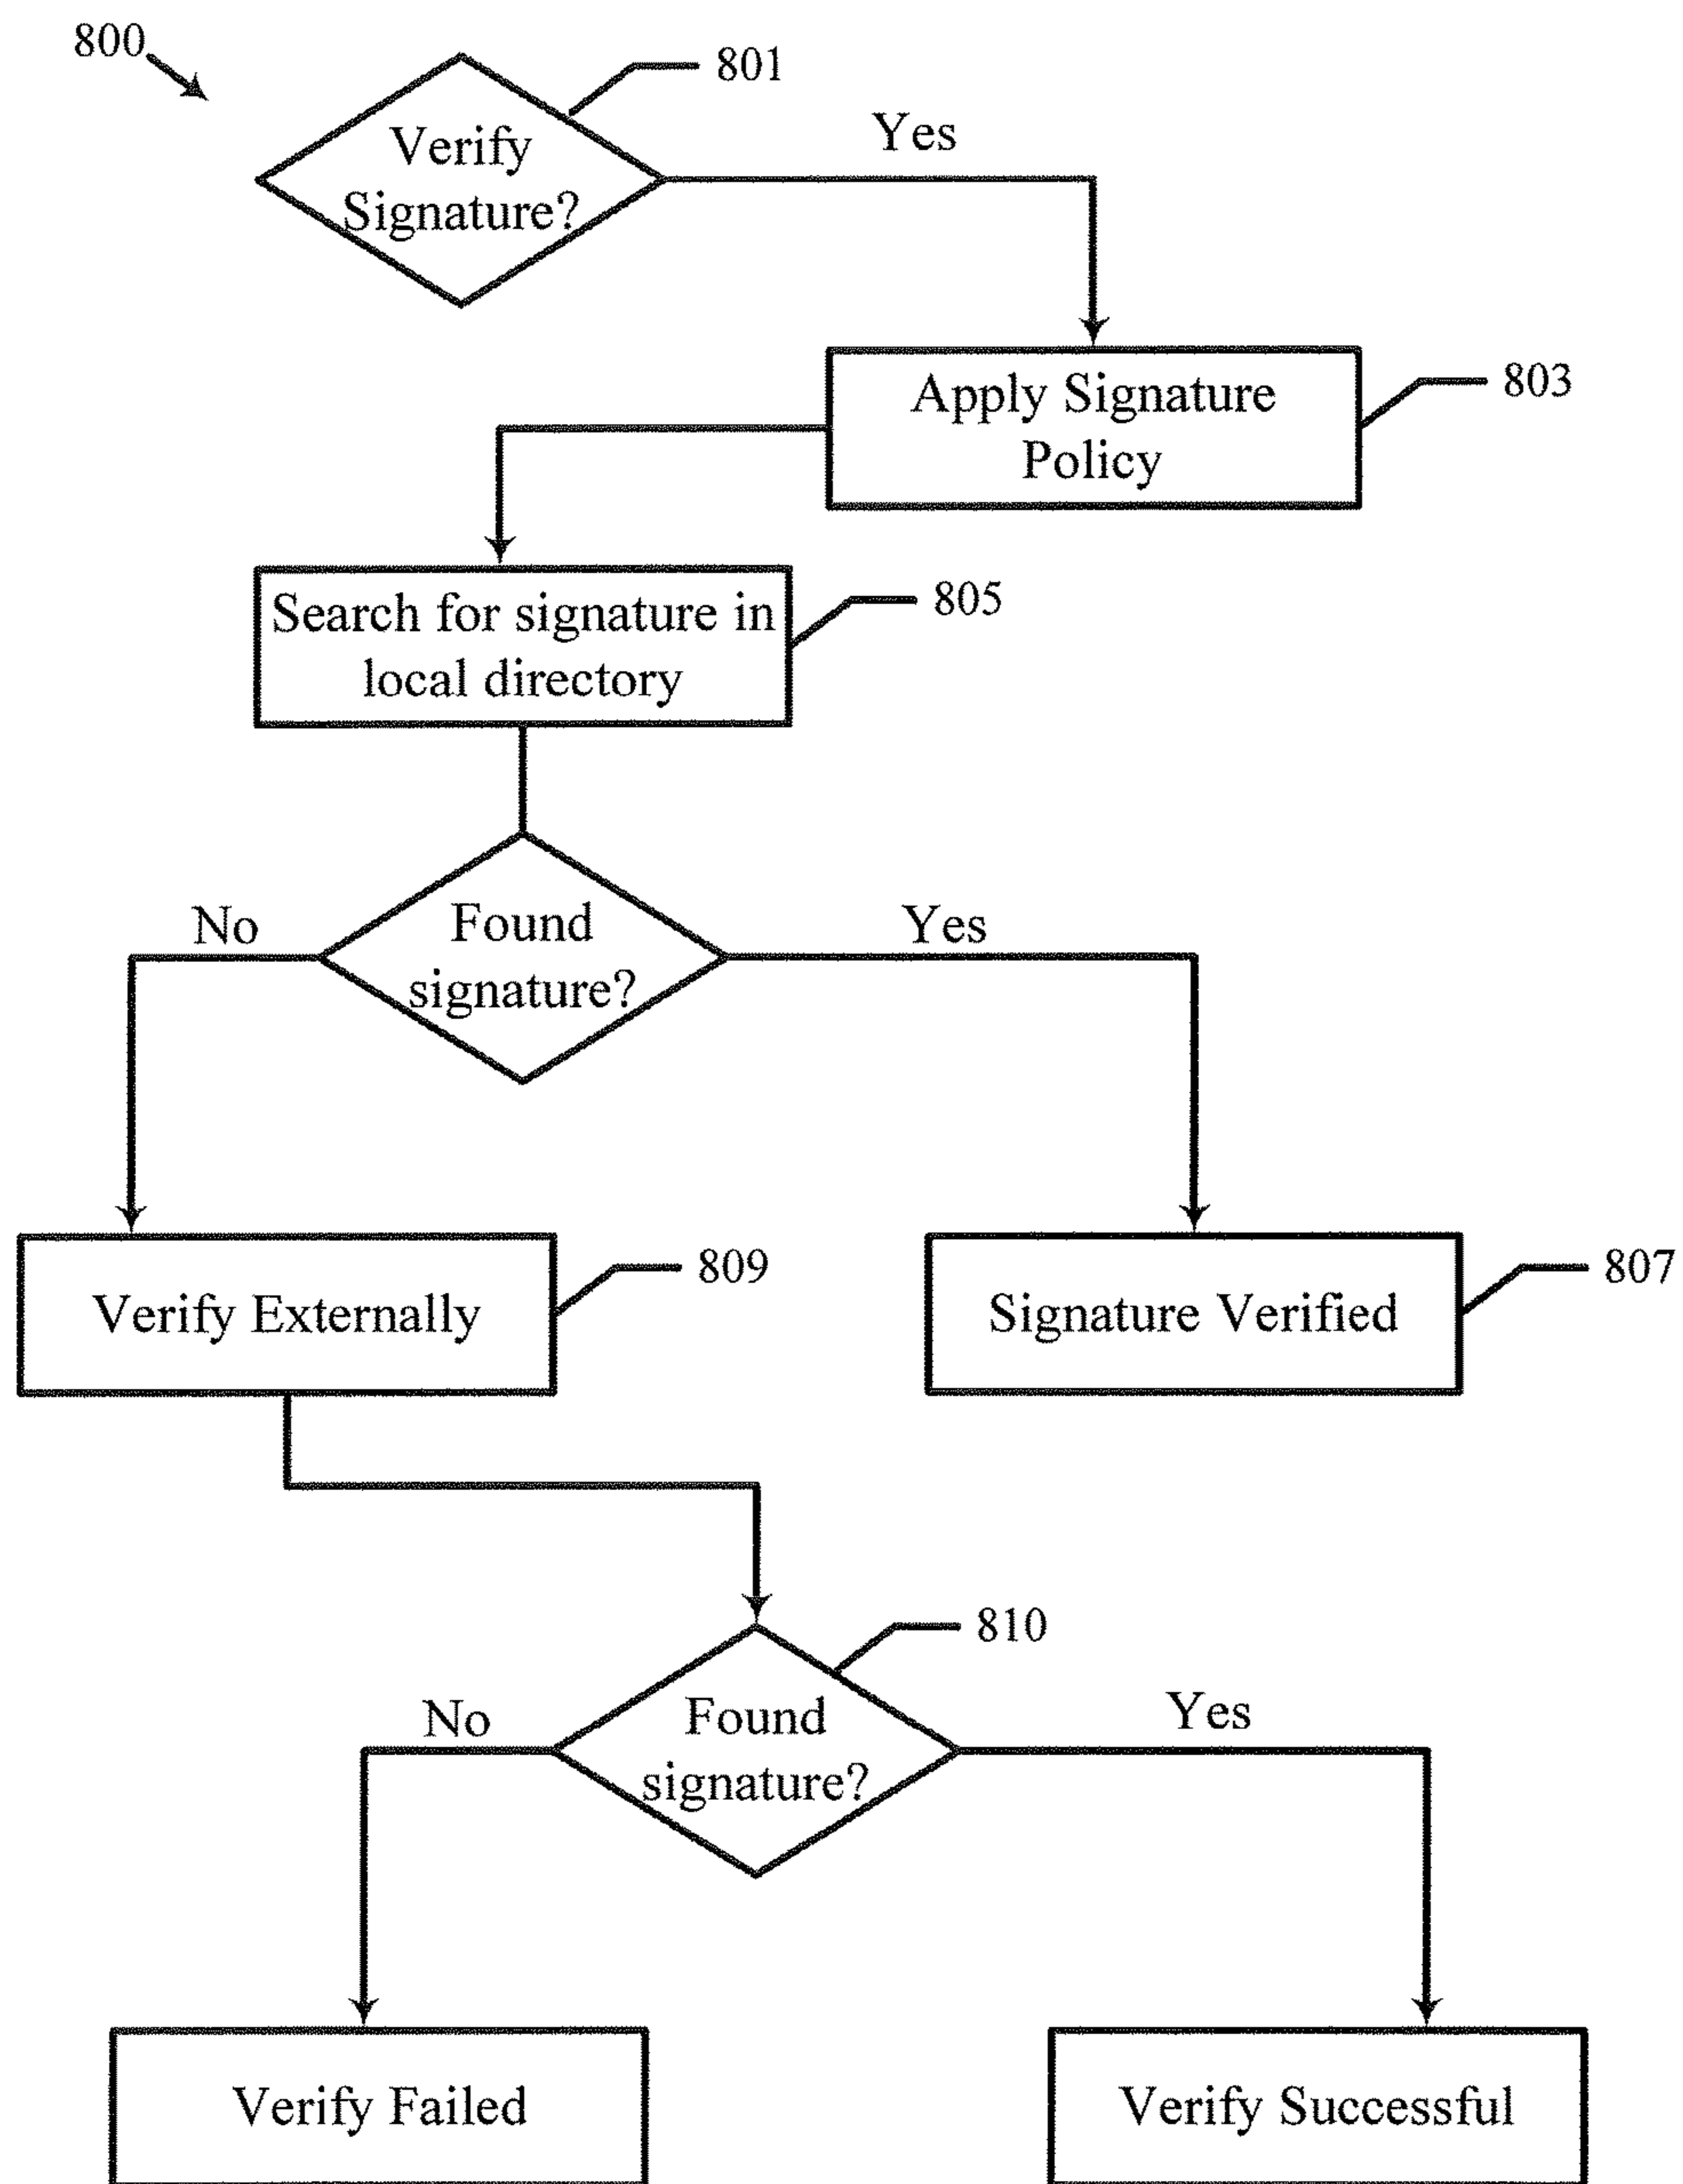 800
801
Verify
Signature?
Yes
Apply Signature
Policy
803
Search for signature in
local directory
805
No
Found
signature?
Yes
Verify Externally
809
Signature Verified
807
810
No
Found
signature?
Yes
Verify Failed
Verify Successful